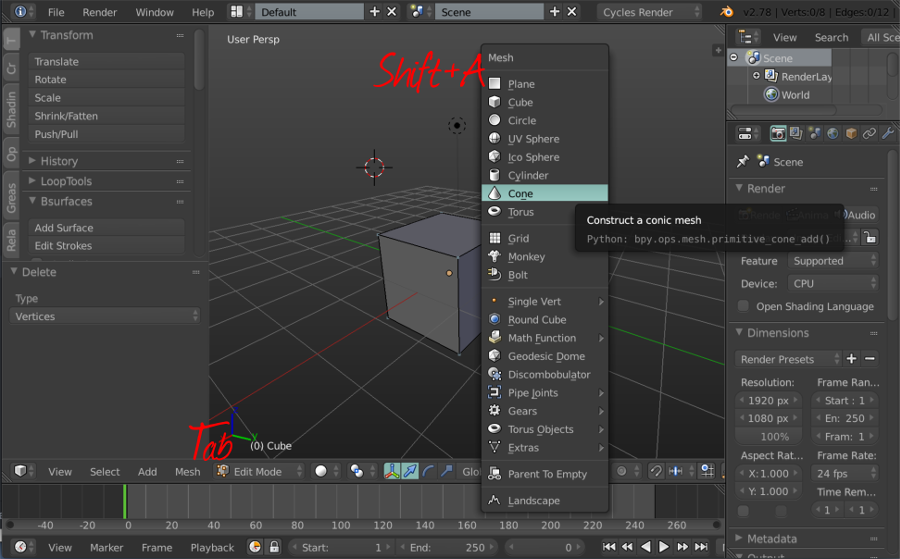 File Render Window Help Default Scene Cycles Render v2.78 | Verts:0/8 | Edges:0/12
Transform
Translate
Rotate
Scale
Shrink/Fatten
Push/Pull
History
LoopTools
Bsurfaces
Add Surface
Edit Strokes
T
Cr
Shadin
Op
Greas
Rela
Delete
Type
Vertices
User Persp
Shift+A
Tab
(0) Cube
Mesh
Plane
Cube
Circle
UV Sphere
Ico Sphere
Cylinder
Cone
Torus
Grid
Monkey
Bolt
Single Vert
Round Cube
Math Function
Geodesic Dome
Discombobulator
Pipe Joints
Gears
Torus Objects
Extras
Parent To Empty
Landscape
Construct a conic mesh
Python: bpy.ops.mesh.primitive_cone_add()
View Search All Sce
Scene
RenderLay
World
Scene
Render
Audio
Feature Supported
Device: CPU
Open Shading Language
Dimensions
Render Presets
Resolution: Frame Ran...
1920 px Start: 1
1080 px En: 250
100% Fram: 1
Aspect Rat... Frame Rate:
X: 1.000 24 fps
Y: 1.000 Time Rem...
1 1
Metadata
Output
View Select Add Mesh Edit Mode Glo
-40 -20 0 20 40 60 80 100 120 140 160 180 200 220 240 260
View Marker Frame Playback Start: 1 End: 250 0